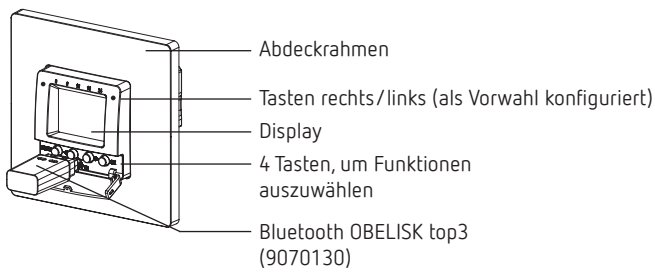 Abdeckrahmen
Tasten rechts/links (als Vorwahl konfiguriert)
Display
4 Tasten, um Funktionen
auszuwählen
Bluetooth OBELISK top3
(9070130)